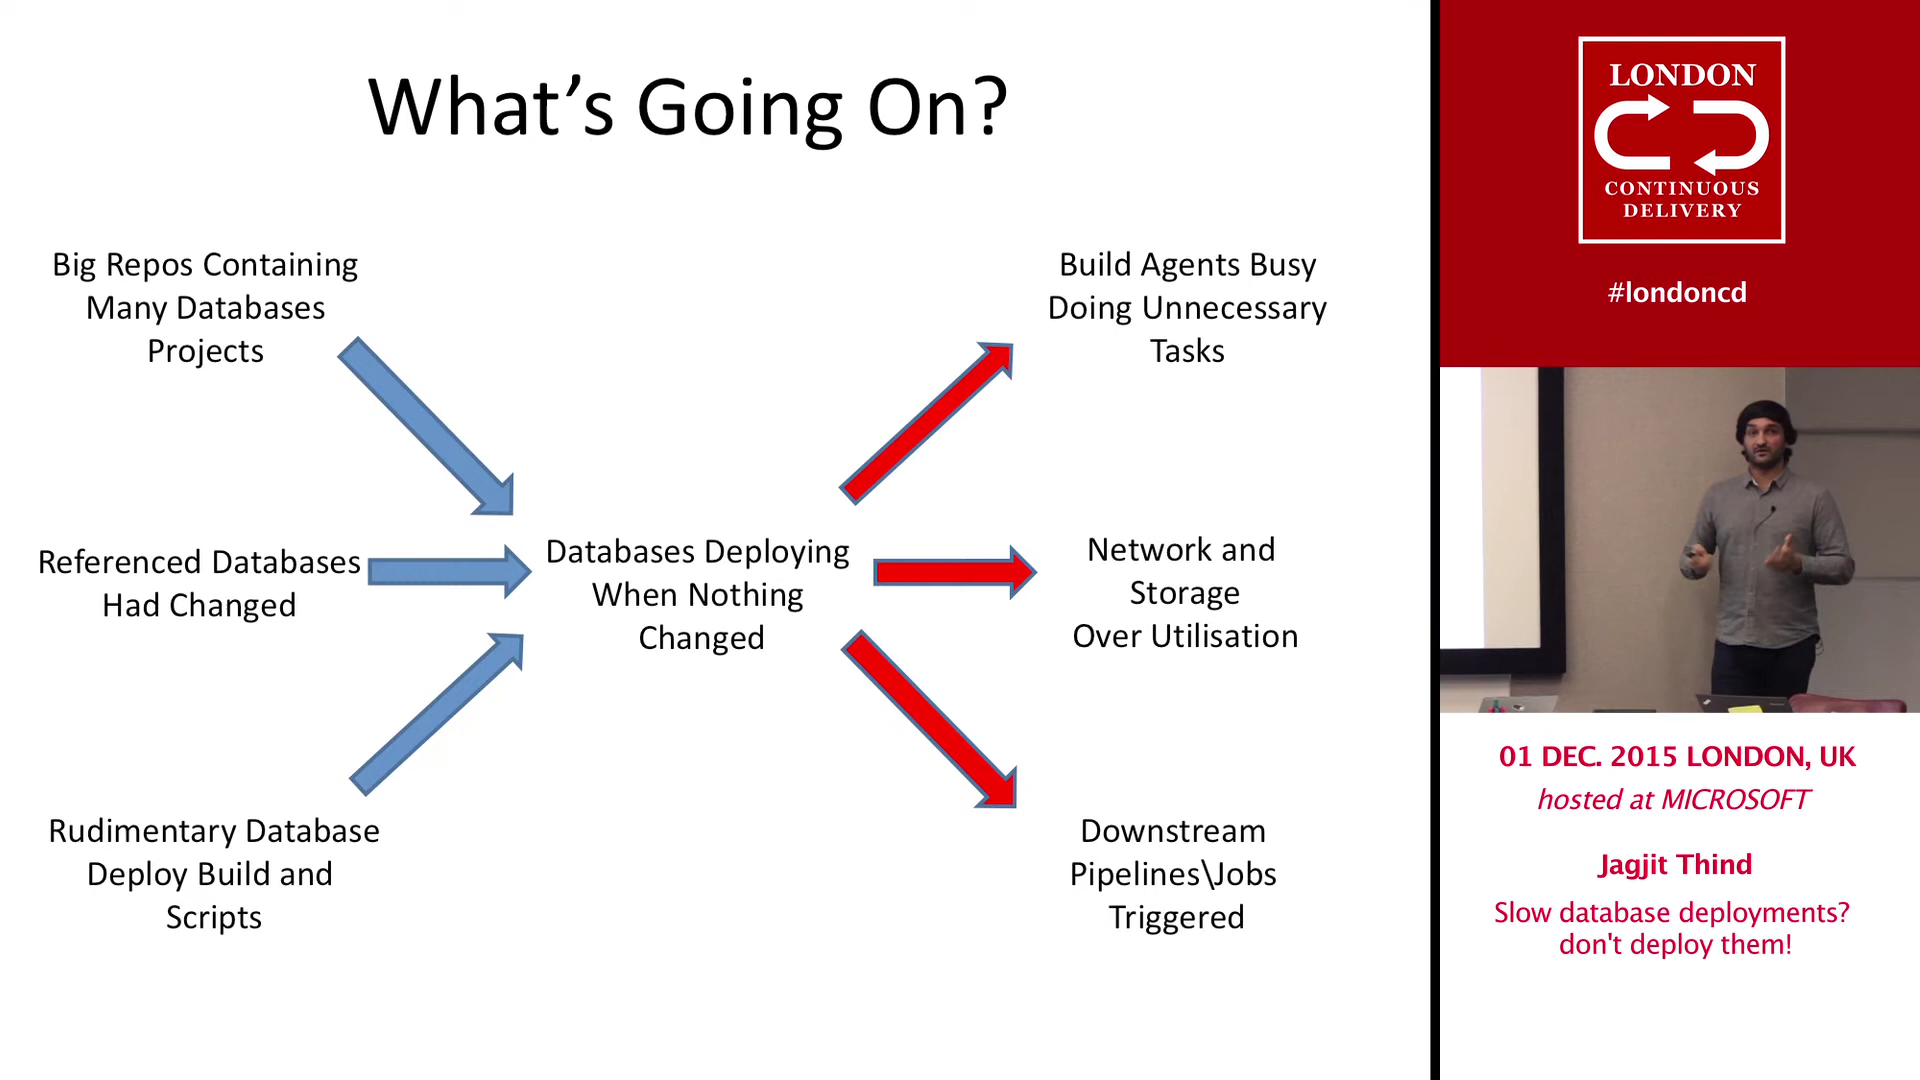 What's Going On?
Big Repos Containing
Many Databases
Projects
Referenced Databases
Had Changed
Rudimentary Database
Deploy Build and
Scripts
Databases Deploying
When Nothing
Changed
Build Agents Busy
Doing Unnecessary
Tasks
Network and
Storage
Over Utilisation
Downstream
Pipelines\Jobs
Triggered
LONDON
CONTINUOUS
DELIVERY
#londoncd
01 DEC. 2015 LONDON, UK
hosted at MICROSOFT
Jagjit Thind
Slow database deployments?
don't deploy them!